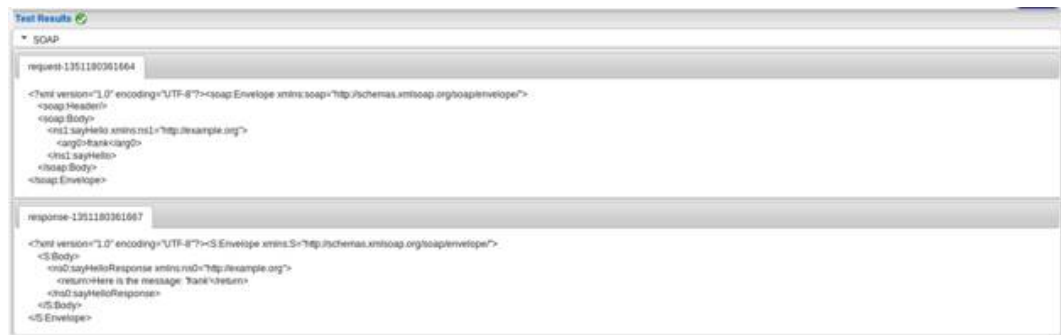 Test Results
SOAP
request-1351180361664
<?xml version="1.0" encoding="UTF-8"?><soap:Envelope xmlns:soap="http://schemas.xmlsoap.org/soap/envelope/">
<soap:Header/>
<soap:Body>
<ns1:sayHello xmlns:ns1="http://example.org">
<arg0>frank</arg0>
</ns1:sayHello>
</soap:Body>
</soap:Envelope>
response-1351180361667
<?xml version="1.0" encoding="UTF-8"?><S:Envelope xmlns:S="http://schemas.xmlsoap.org/soap/envelope/">
<S:Body>
<ns0:sayHelloResponse xmlns:ns0="http://example.org">
<return>Here is the message: 'frank'</return>
</ns0:sayHelloResponse>
</S:Body>
</S:Envelope>